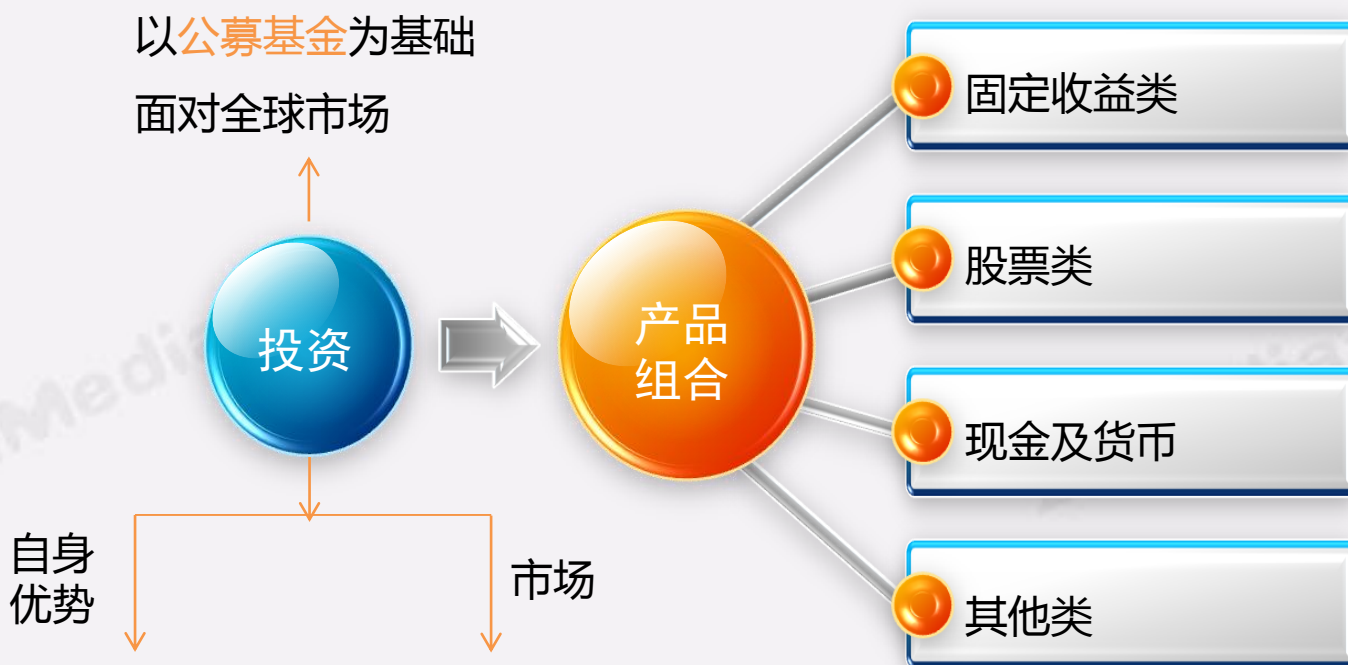 以公募基金为基础
面对全球市场
投资
产品
组合
固定收益类
股票类
现金及货币
其他类
自身
优势
市场